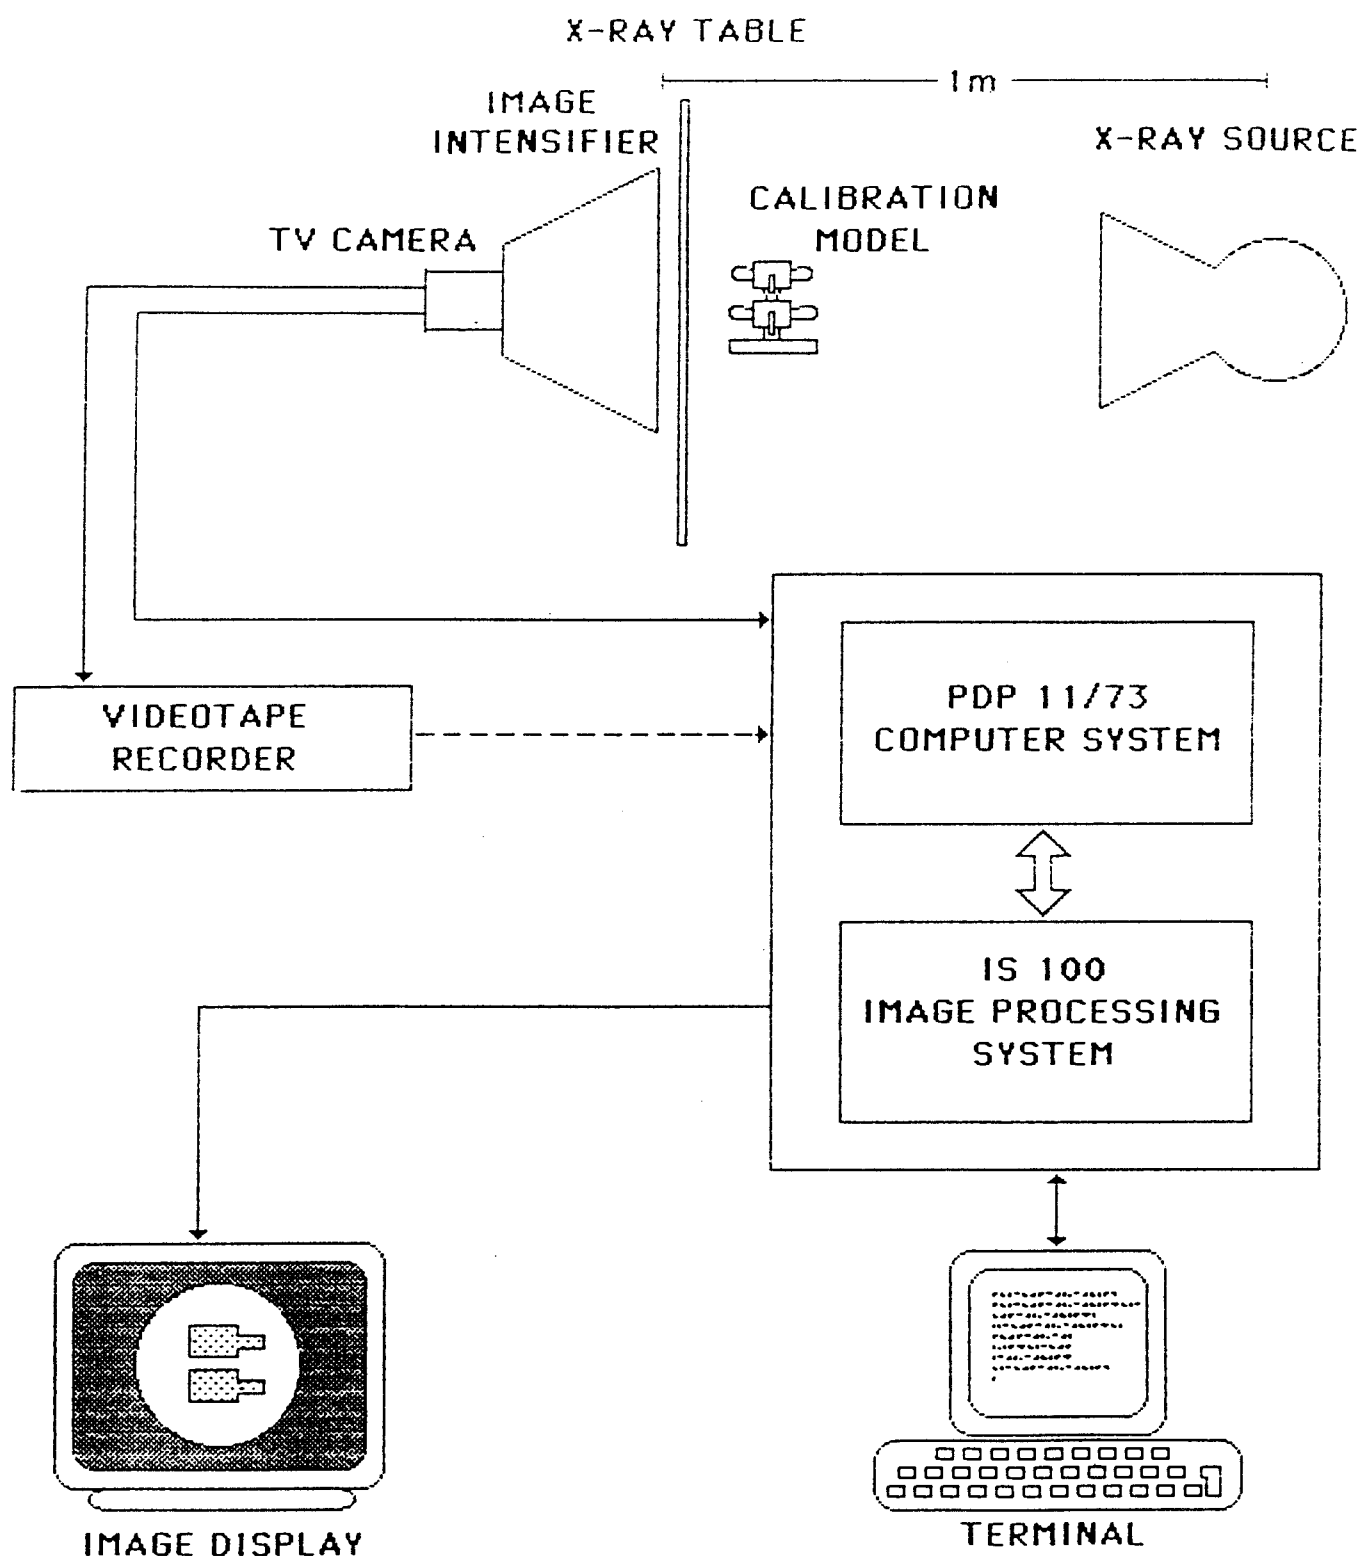 X-RAY TABLE
1m
IMAGE
INTENSIFIER
X-RAY SOURCE
CALIBRATION
MODEL
TV CAMERA
VIDEOTAPE
RECORDER
PDP 11/73
COMPUTER SYSTEM
IS 100
IMAGE PROCESSING
SYSTEM
IMAGE DISPLAY
TERMINAL